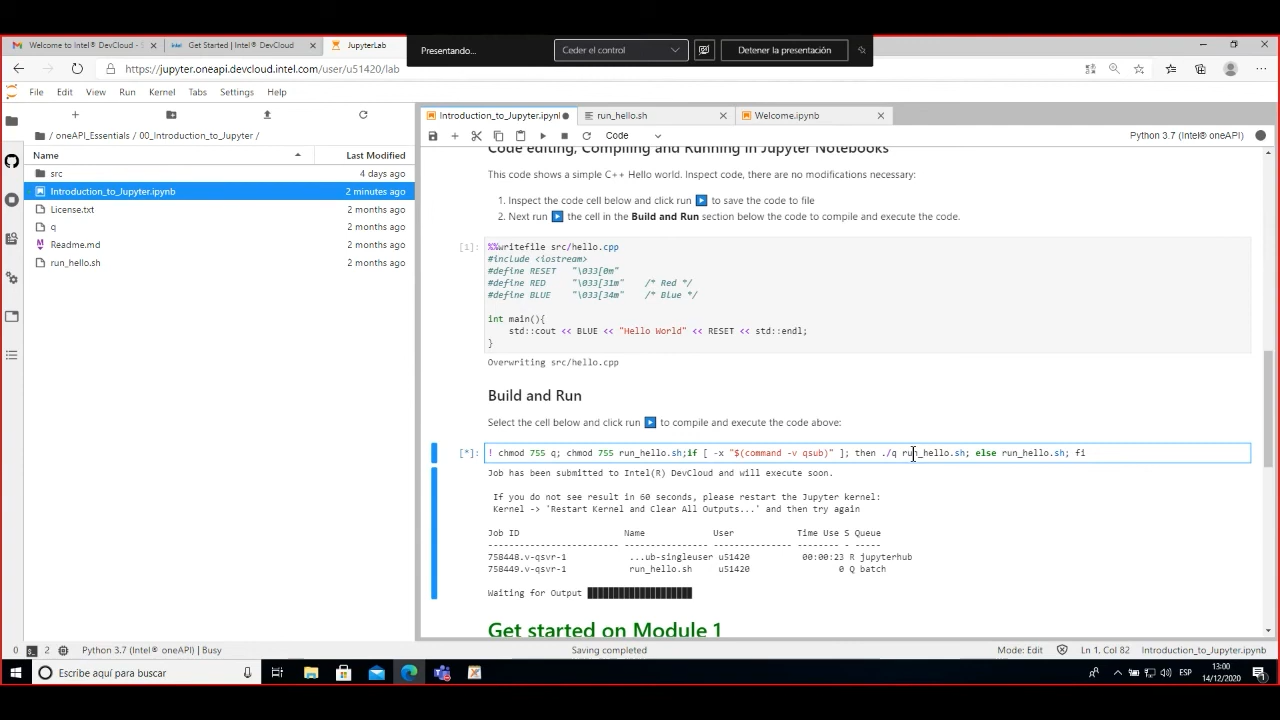 Presentando...
Ceder el control
Detener la presentación
Welcome to Intel® DevCloud - S
Get Started | Intel® DevCloud
JupyterLab
https://jupyter.oneapi.devcloud.intel.com/user/u51420/lab
File Edit View Run Kernel Tabs Settings Help
/ oneAPI_Essentials / 00_Introduction_to_Jupyter /
Name Last Modified
src 4 days ago
Introduction_to_Jupyter.ipynb 2 minutes ago
License.txt 2 months ago
q 2 months ago
Readme.md 2 months ago
run_hello.sh 2 months ago
Introduction_to_Jupyter.ipynl
run_hello.sh
Welcome.ipynb
Code
Python 3.7 (Intel® oneAPI)
Code editing, Compiling and Running in Jupyter Notebooks
This code shows a simple C++ Hello world. Inspect code, there are no modifications necessary:
1. Inspect the code cell below and click run ▶ to save the code to file
2. Next run ▶ the cell in the Build and Run section below the code to compile and execute the code.
[1]: %%writefile src/hello.cpp
#include <iostream>
#define RESET "\033[0m"
#define RED "\033[31m" /* Red */
#define BLUE "\033[34m" /* Blue */
int main(){
std::cout << BLUE << "Hello World" << RESET << std::endl;
}
Overwriting src/hello.cpp
Build and Run
Select the cell below and click run ▶ to compile and execute the code above:
[*]: ! chmod 755 q; chmod 755 run_hello.sh;if [ -x "$(command -v qsub)" ]; then ./q run_hello.sh; else run_hello.sh; fi
Job has been submitted to Intel(R) DevCloud and will execute soon.
If you do not see result in 60 seconds, please restart the Jupyter kernel:
Kernel -> 'Restart Kernel and Clear All Outputs...' and then try again
Job ID Name User Time Use S Queue
------------------------- ---------------- --------------- -------- - -----
758448.v-qsvr-1 ...ub-singleuser u51420 00:00:23 R jupyterhub
758449.v-qsvr-1 run_hello.sh u51420 0 Q batch
Waiting for Output
Get started on Module 1
0 2 Python 3.7 (Intel® oneAPI) | Busy
Saving completed
Mode: Edit Ln 1, Col 82 Introduction_to_Jupyter.ipynb
Escribe aquí para buscar
ESP
13:00
14/12/2020
1